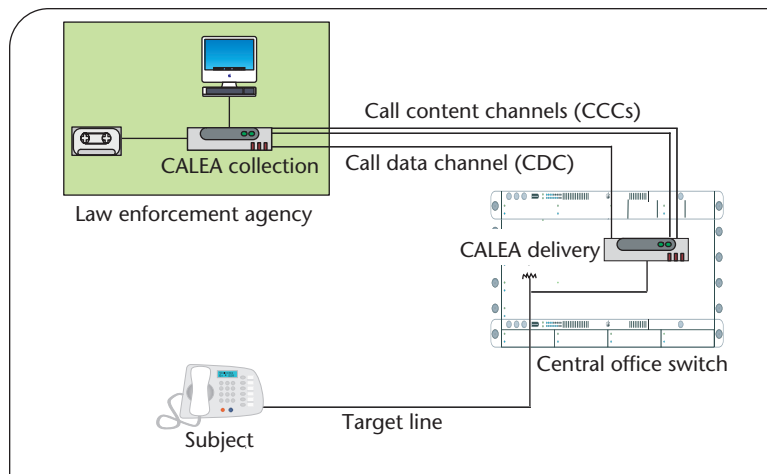 Call content channels (CCCs)
CALEA collection
Call data channel (CDC)
Law enforcement agency
CALEA delivery
Central office switch
Target line
Subject